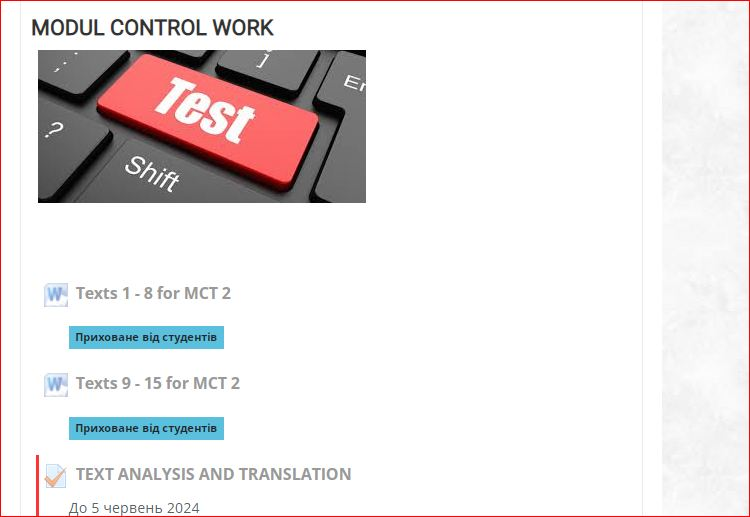 MODUL CONTROL WORK
;
:
]
En
Test
?
Shift
Texts 1 - 8 for MCT 2
Приховане від студентів
Texts 9 - 15 for MCT 2
Приховане від студентів
TEXT ANALYSIS AND TRANSLATION
До 5 червень 2024